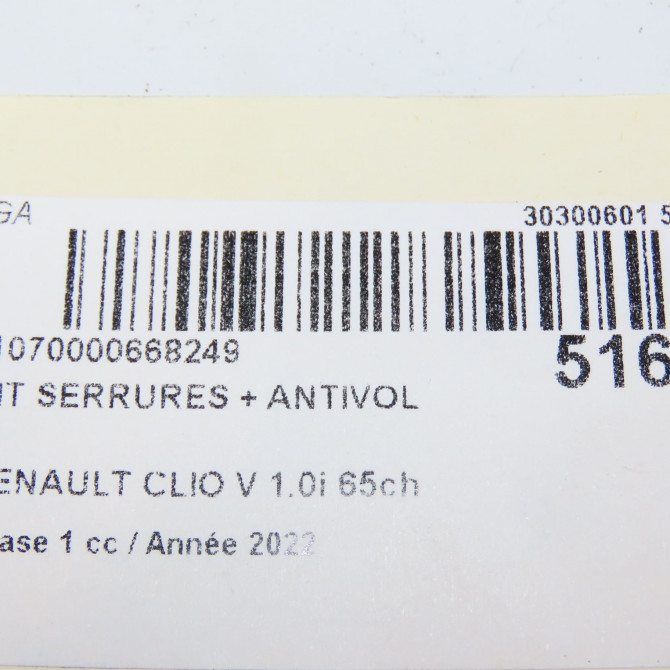 GA 30300601 5
1070000668249
516
IT SERRURES + ANTIVOL
ENAULT CLIO V 1.0i 65ch
ase 1 cc / Année 2022